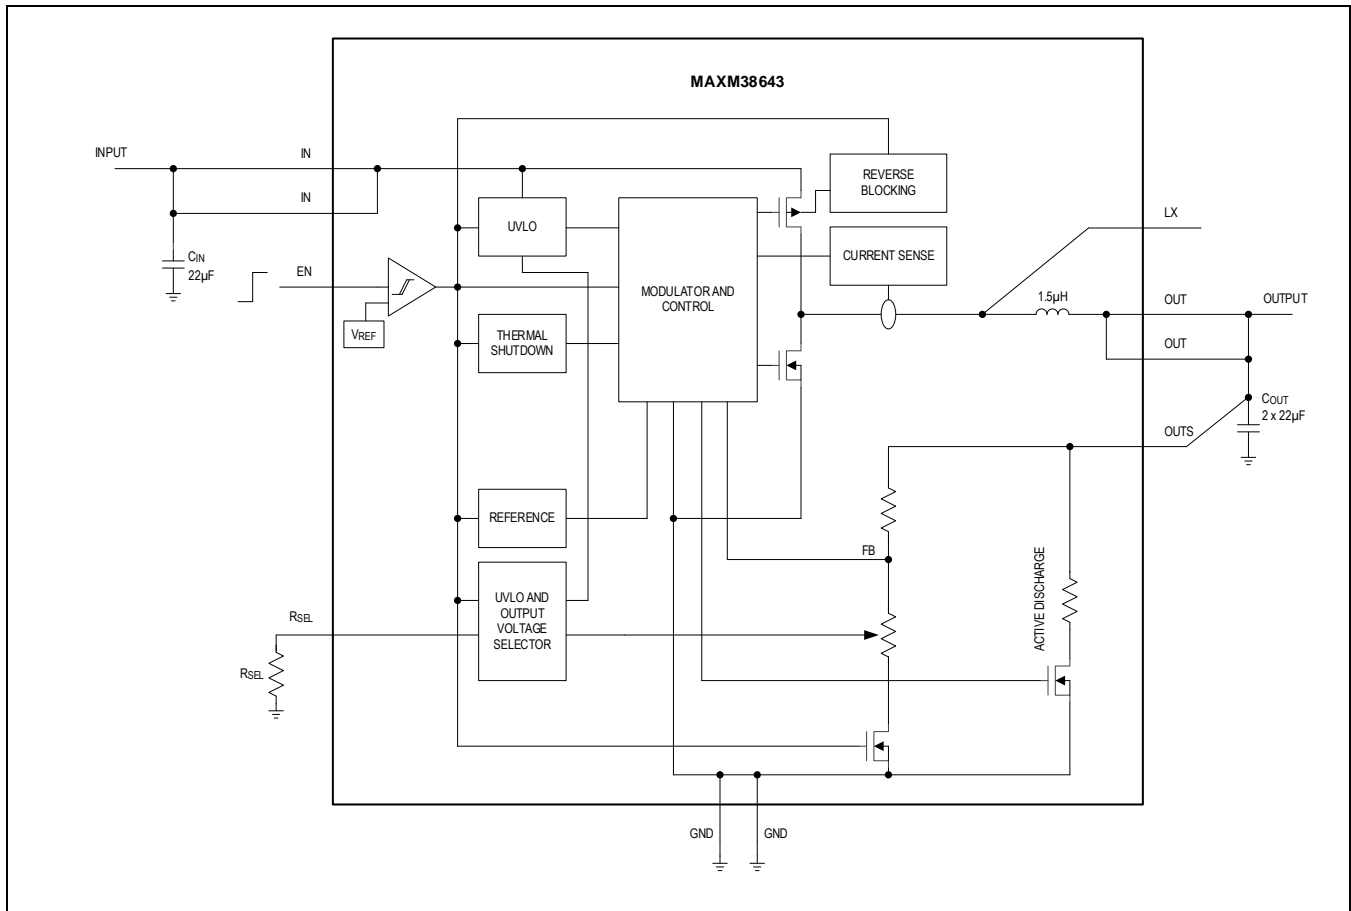 MAXM38643
INPUT
IN
IN
REVERSE
BLOCKING
UVLO
LX
CIN
22µF
EN
CURRENT SENSE
MODULATOR AND
CONTROL
1.5µH
OUT
OUTPUT
VREF
THERMAL
SHUTDOWN
OUT
COUT
2 x 22µF
OUTS
REFERENCE
FB
ACTIVE DISCHARGE
UVLO AND
OUTPUT
VOLTAGE
SELECTOR
RSEL
RSEL
GND
GND